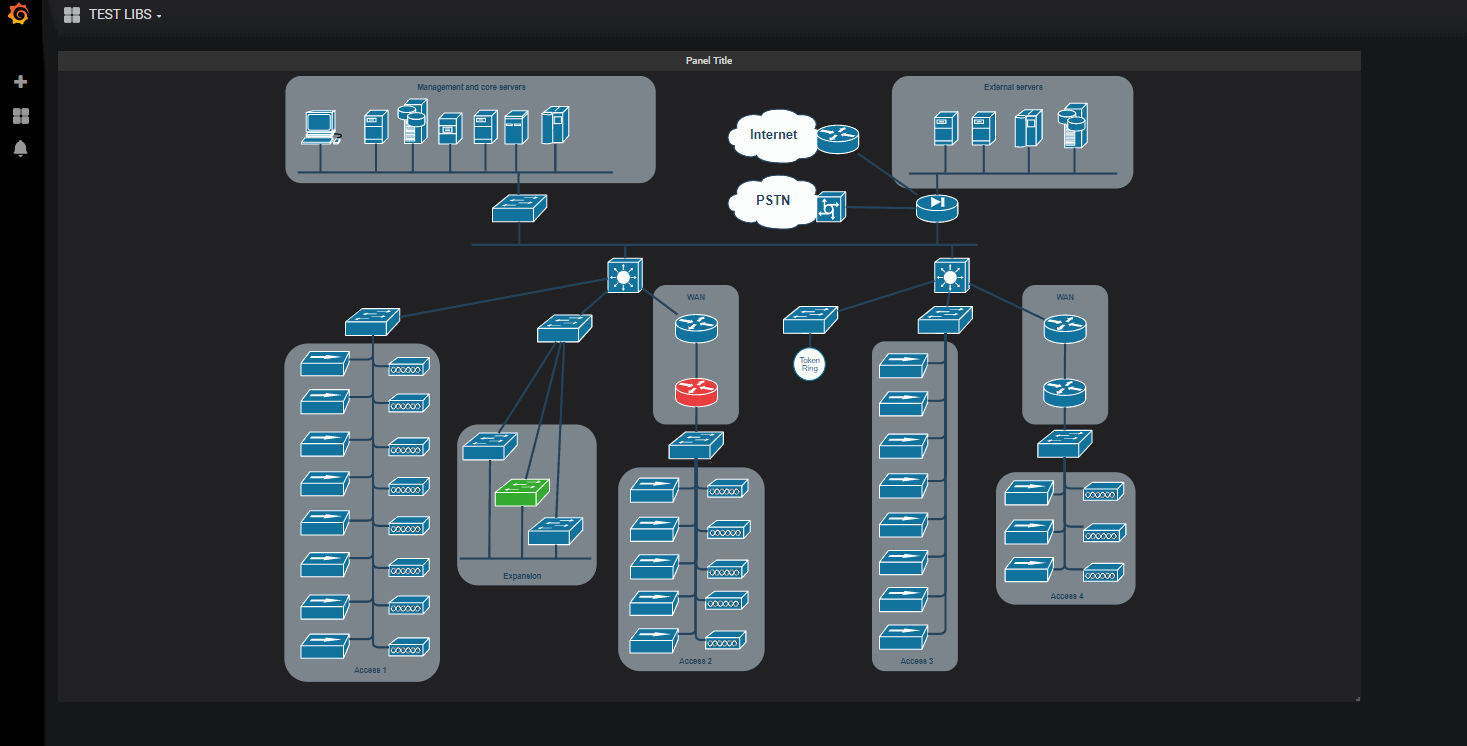 TEST LIBS
Panel Title
Management and core servers
External servers
Internet
PSTN
WAN
WAN
Token
Ring
Expansion
Access 4
Access 2
Access 3
Access 1